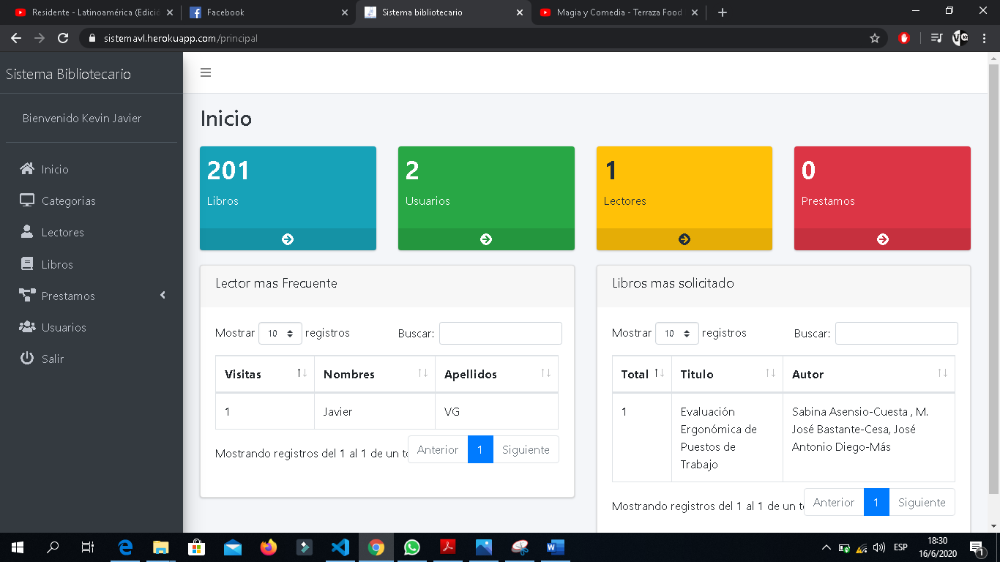 Residente - Latinoamérica (Edició
Facebook
Sistema bibliotecario
Magia y Comedia - Terraza Food
sistemavl.herokuapp.com/principal
Sistema Bibliotecario
Bienvenido Kevin Javier
Inicio
Categorias
Lectores
Libros
Prestamos
Usuarios
Salir
Inicio
201
Libros
2
Usuarios
1
Lectores
0
Prestamos
Lector mas Frecuente
Mostrar 10 registros Buscar:
Visitas Nombres Apellidos
1 Javier VG
Mostrando registros del 1 al 1 de un to
Anterior 1 Siguiente
Libros mas solicitado
Mostrar 10 registros Buscar:
Total Titulo Autor
1 Evaluación Sabina Asensio-Cuesta , M.
Ergonómica de José Bastante-Cesa, José
Puestos de Antonio Diego-Más
Trabajo
Mostrando registros del 1 al 1 de un to
Anterior 1 Siguiente
ESP
18:30
16/6/2020
1